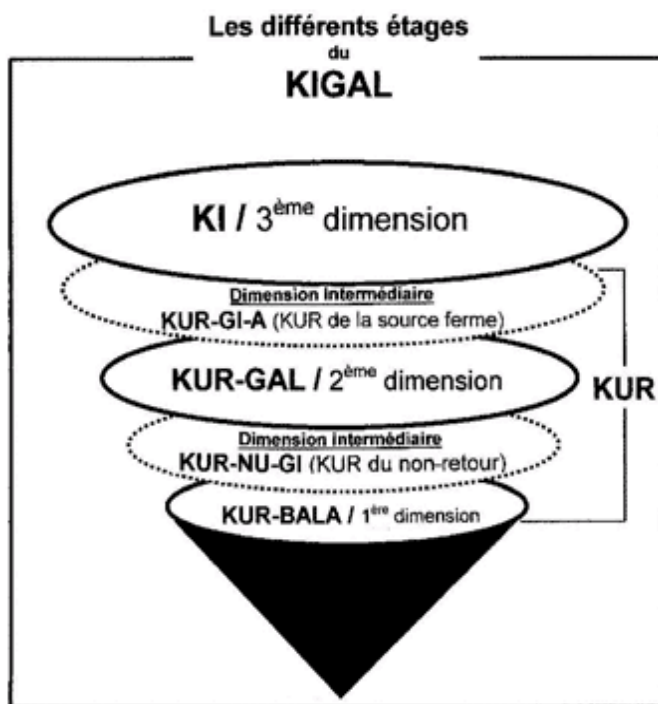 Les différents étages
du
KIGAL
KI / 3ème dimension
Dimension Intermédiaire
KUR-GI-A (KUR de la source ferme)
KUR-GAL / 2ème dimension
KUR
Dimension Intermédiaire
KUR-NU-GI (KUR du non-retour)
KUR-BALA / 1ère dimension